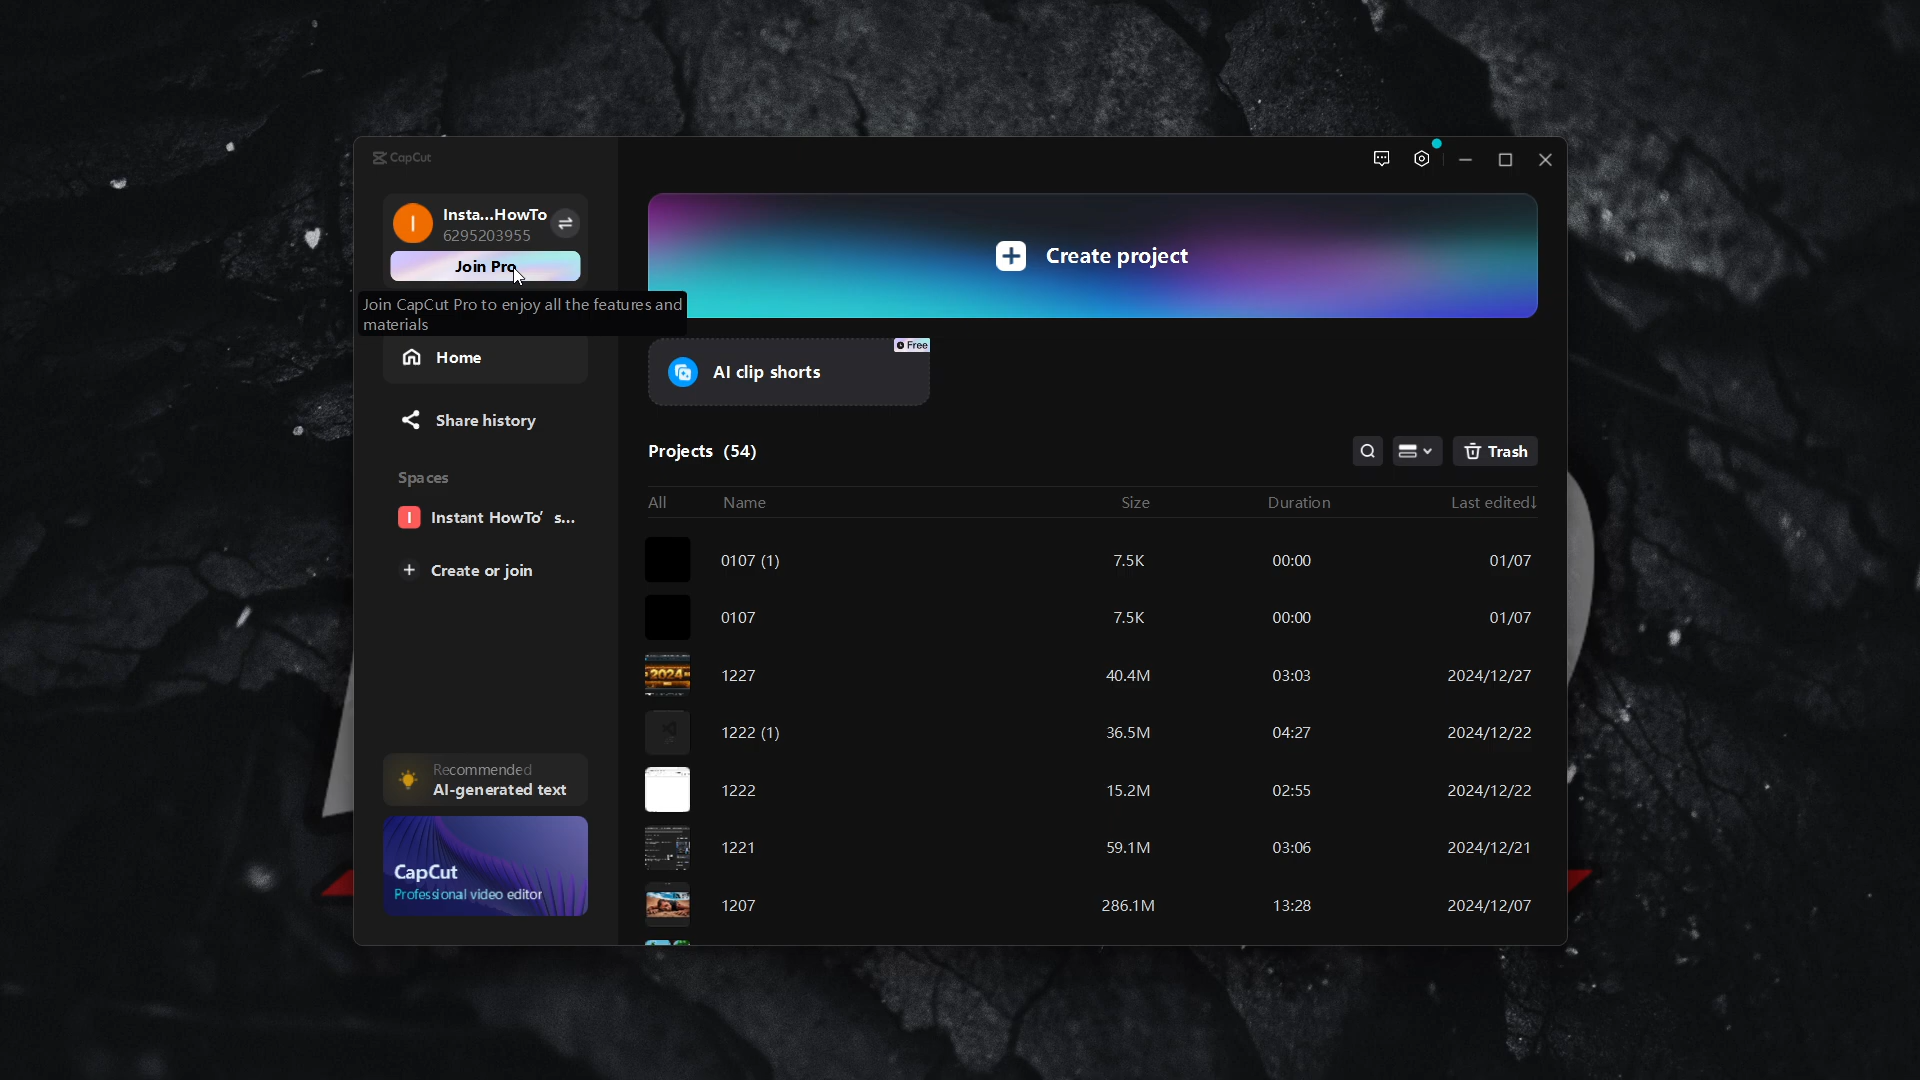 CapCut
I
Insta...HowTo
6295203955
Join Pro
Join CapCut Pro to enjoy all the features and
materials
Home
Share history
Spaces
I
Instant HowTo’ s...
Create or join
Recommended
AI-generated text
CapCut
Professional video editor
Create project
Free
AI clip shorts
Projects (54)
Trash
All Name Size Duration Last edited↓
0107 (1) 7.5K 00:00 01/07
0107 7.5K 00:00 01/07
2024
1227 40.4M 03:03 2024/12/27
1222 (1) 36.5M 04:27 2024/12/22
1222 15.2M 02:55 2024/12/22
1221 59.1M 03:06 2024/12/21
1207 286.1M 13:28 2024/12/07